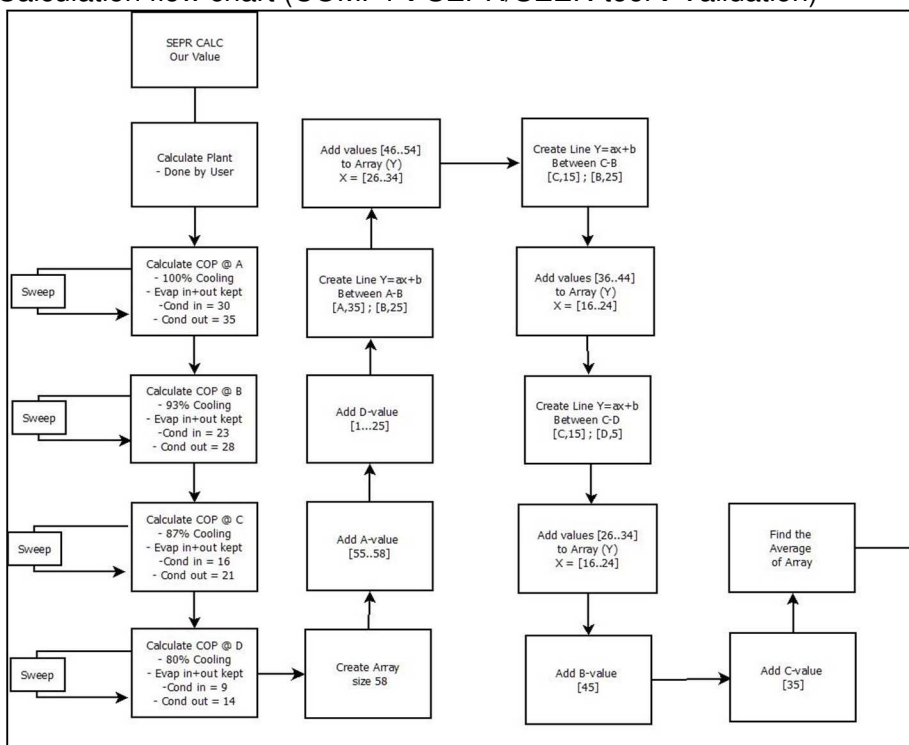 Calculation flow chart SEPR/SEER validation)
SEPR CALC
Our Value
Calculate Plant
- Done by User
Calculate COP @ A
- 100% Cooling
- Evap in+out kept
-Cond in = 30
- Cond out = 35
Sweep
Calculate COP @ B
- 93% Cooling
- Evap in+out kept
-Cond in = 23
- Cond out = 28
Sweep
Calculate COP @ C
- 87% Cooling
- Evap in+out kept
-Cond in = 16
- Cond out = 21
Sweep
Calculate COP @ D
- 80% Cooling
- Evap in+out kept
-Cond in = 9
- Cond out = 14
Sweep
Create Array
size 58
Add A-value
[55..58]
Add D-value
[1...25]
Create Line Y=ax+b
Between A-B
[A,35] ; [B,25]
Add values [46..54]
to Array (Y)
X = [26..34]
Create Line Y=ax+b
Between C-B
[C,15] ; [B,25]
Add values [36..44]
to Array (Y)
X = [16..24]
Create Line Y=ax+b
Between C-D
[C,15] ; [D,5]
Add values [26..34]
to Array (Y)
X = [16..24]
Add B-value
[45]
Add C-value
[35]
Find the
Average
of Array